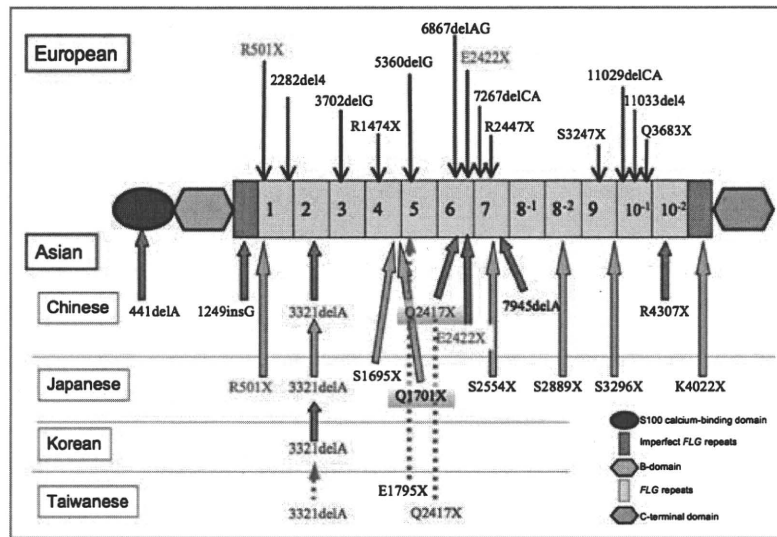 European
R501X
2282del4
3702delG
R1474X
5360delG
6867delAG
E2422X
7267delCA
R2447X
S3247X
11029delCA
11033del4
Q3683X
1 2 3 4 5 6 7 8-1 8-2 9 10-1 10-2
Asian
Chinese
441delA
1249insG
3321delA
Q2417X
E2422X
7945delA
R4307X
Japanese
R501X
3321delA
S1695X
Q1701X
S2554X
S2889X
S3296X
K4022X
Korean
3321delA
Taiwanese
3321delA
E1795X
Q2417X
S100 calcium-binding domain
Imperfect FLG repeats
B-domain
FLG repeats
C-terminal domain